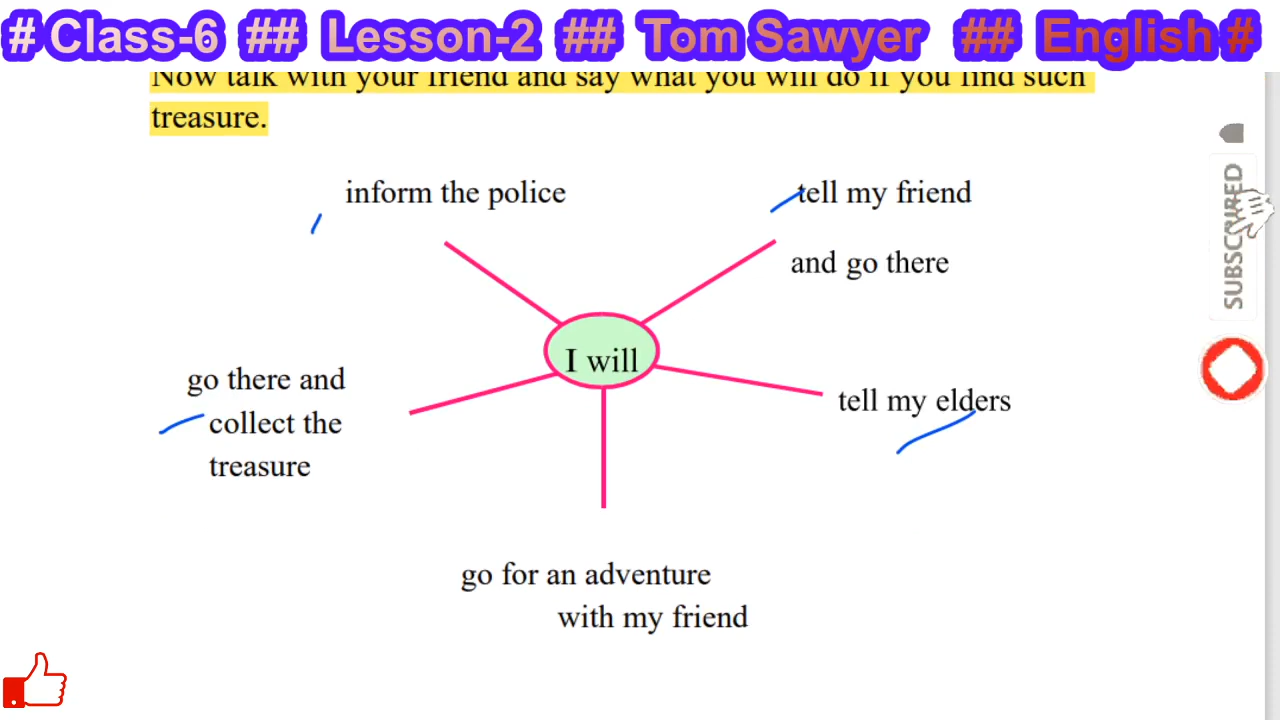 # Class-6 ## Lesson-2 ## Tom Sawyer ## English #
Now talk with your friend and say what you will do if you find such
treasure.
inform the police
tell my friend
and go there
I will
go there and
collect the
treasure
tell my elders
go for an adventure
with my friend
SUBSCRIBED